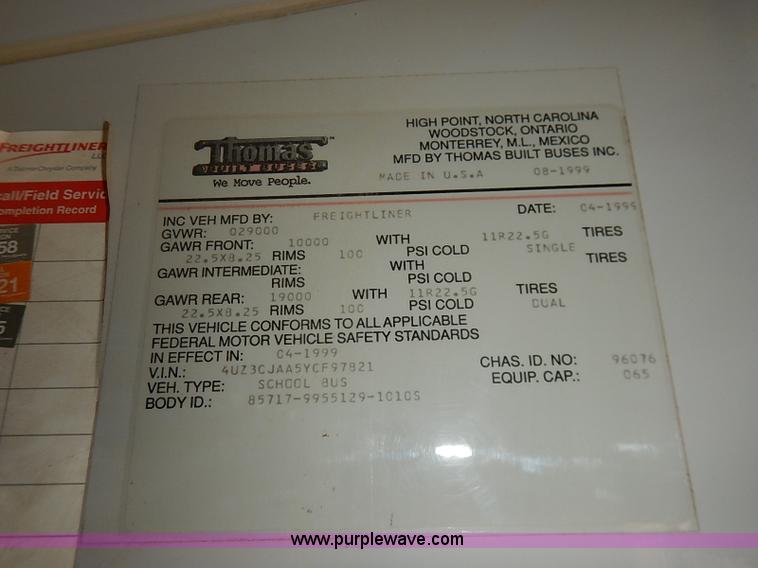 FREIGHTLINER
LLC
A DaimlerChrysler Company
call/Field Servic
ompletion Record
58
21
5
Thomas
BUILT BUSES
We Move People.
TM
HIGH POINT, NORTH CAROLINA
WOODSTOCK, ONTARIO
MONTERREY, M.L., MEXICO
MFD BY THOMAS BUILT BUSES INC.
MADE IN U.S.A 08-1999
INC VEH MFD BY: FREIGHTLINER DATE: 04-1999
GVWR: 029000
GAWR FRONT: 10000 WITH 11R22.5G TIRES
22.5X8.25 RIMS 100 PSI COLD SINGLE
GAWR INTERMEDIATE: WITH TIRES
RIMS PSI COLD
GAWR REAR: 19000 WITH 11R22.5G TIRES
22.5X8.25 RIMS 100 PSI COLD DUAL
THIS VEHICLE CONFORMS TO ALL APPLICABLE
FEDERAL MOTOR VEHICLE SAFETY STANDARDS
IN EFFECT IN: 04-1999
V.I.N.: 4UZ3CJAA5YCF97821 CHAS. ID. NO: 96076
VEH. TYPE: SCHOOL BUS EQUIP. CAP.: 065
BODY ID.: 85717-9955129-1010S
www.purplewave.com